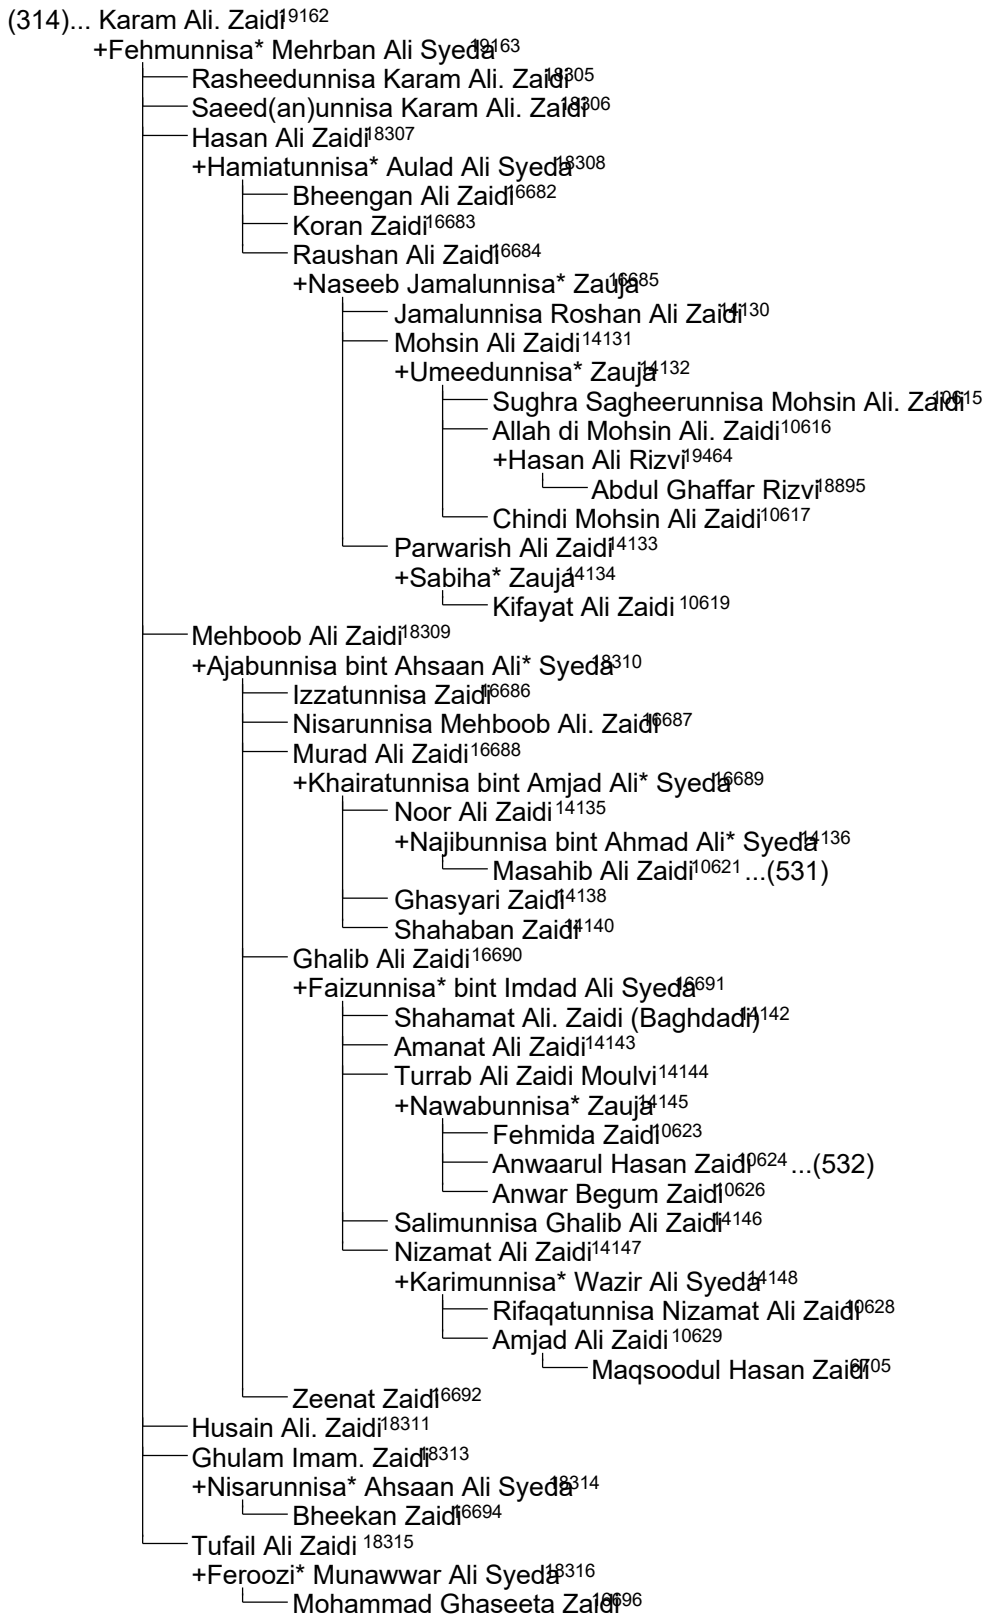 (314)... Karam Ali. Zaidi19162
+Fehmunnisa* Mehrban Ali Syeda19163
Rasheedunnisa Karam Ali. Zaidi18305
Saeed(an)unnisa Karam Ali. Zaidi18306
Hasan Ali Zaidi18307
+Hamiatunnisa* Aulad Ali Syeda18308
Bheengan Ali Zaidi16682
Koran Zaidi16683
Raushan Ali Zaidi16684
+Naseeb Jamalunnisa* Zauja16685
Jamalunnisa Roshan Ali Zaidi14130
Mohsin Ali Zaidi14131
+Umeedunnisa* Zauja14132
Sughra Sagheerunnisa Mohsin Ali. Zaidi10615
Allah di Mohsin Ali. Zaidi10616
+Hasan Ali Rizvi19464
Abdul Ghaffar Rizvi18895
Chindi Mohsin Ali Zaidi10617
Parwarish Ali Zaidi14133
+Sabiha* Zauja14134
Kifayat Ali Zaidi 10619
Mehboob Ali Zaidi18309
+Ajabunnisa bint Ahsaan Ali* Syeda18310
Izzatunnisa Zaidi16686
Nisarunnisa Mehboob Ali. Zaidi16687
Murad Ali Zaidi16688
+Khairatunnisa bint Amjad Ali* Syeda16689
Noor Ali Zaidi14135
+Najibunnisa bint Ahmad Ali* Syeda14136
Masahib Ali Zaidi10621 ...(531)
Ghasyari Zaidi14138
Shahaban Zaidi14140
Ghalib Ali Zaidi16690
+Faizunnisa* bint Imdad Ali Syeda16691
Shahamat Ali. Zaidi (Baghdadi)14142
Amanat Ali Zaidi14143
Turrab Ali Zaidi Moulvi14144
+Nawabunnisa* Zauja14145
Fehmida Zaidi10623
Anwaarul Hasan Zaidi10624 ...(532)
Anwar Begum Zaidi10626
Salimunnisa Ghalib Ali Zaidi14146
Nizamat Ali Zaidi14147
+Karimunnisa* Wazir Ali Syeda14148
Rifaqatunnisa Nizamat Ali Zaidi10628
Amjad Ali Zaidi10629
Maqsoodul Hasan Zaidi6705
Zeenat Zaidi16692
Husain Ali. Zaidi18311
Ghulam Imam. Zaidi18313
+Nisarunnisa* Ahsaan Ali Syeda18314
Bheekan Zaidi16694
Tufail Ali Zaidi 18315
+Feroozi* Munawwar Ali Syeda18316
Mohammad Ghaseeta Zaidi16696